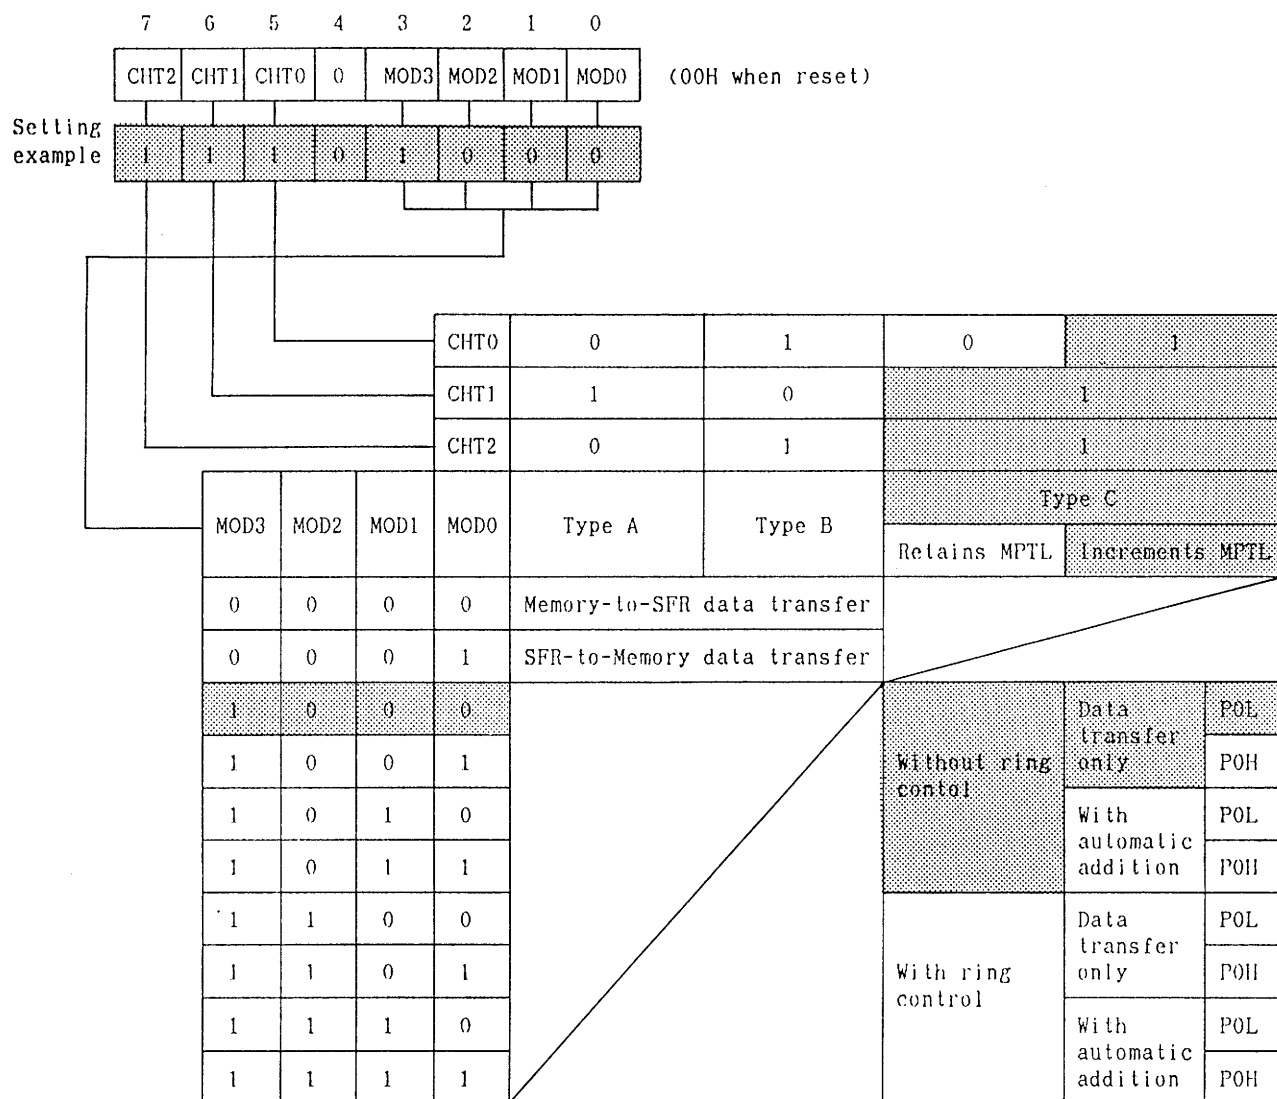 7 6 5 4 3 2 1 0
CHT2 CHT1 CHT0 0 MOD3 MOD2 MOD1 MOD0 (00H when reset)
Setting
example 1 1 1 0 1 0 0 0
CHT0 0 1 0 1
CHT1 1 0 1
CHT2 0 1 1
MOD3 MOD2 MOD1 MOD0 Type A Type B Type C
Retains MPTL Increments MPTL
0 0 0 0 Memory-to-SFR data transfer
0 0 0 1 SFR-to-Memory data transfer
1 0 0 0
1 0 0 1
1 0 1 0
1 0 1 1
1 1 0 0
1 1 0 1
1 1 1 0
1 1 1 1
Without ring
contol
Data
transfer
only
P0L
P0H
With
automatic
addition
P0L
P0H
With ring
control
Data
transfer
only
P0L
P0H
With
automatic
addition
P0L
P0H